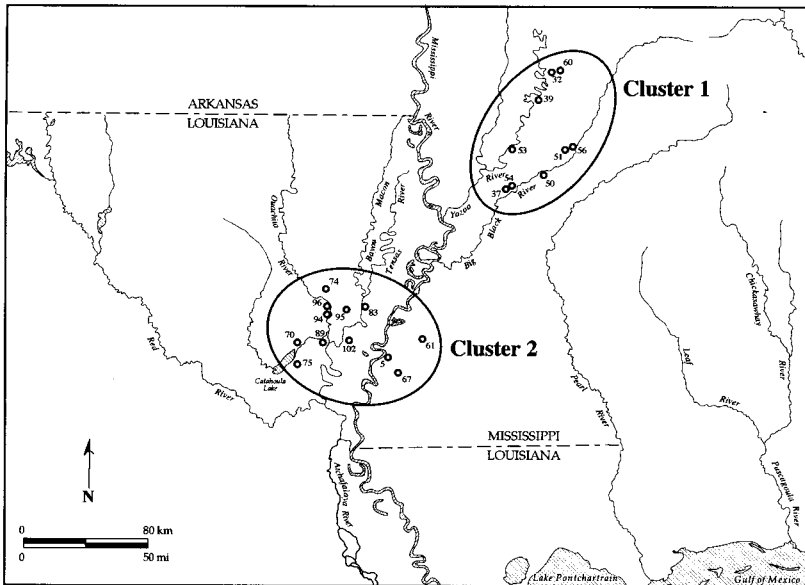 Mississippi
River
60
32
39
Cluster 1
ARKANSAS
LOUISIANA
53
51
56
50
54
37
River
River
Yazoo
Big Black
Ouachita
River
Bayou Macon
Tensas
River
74
96
94
95
83
70
89
102
61
5
67
75
Cluster 2
Catahoula
Lake
Red
River
Chickasawhay
River
Leaf
River
Pearl
River
Pascagoula River
MISSISSIPPI
LOUISIANA
Atchafalaya River
N
0
80 km
0
50 mi
Lake Pontchartrain
Gulf of Mexico